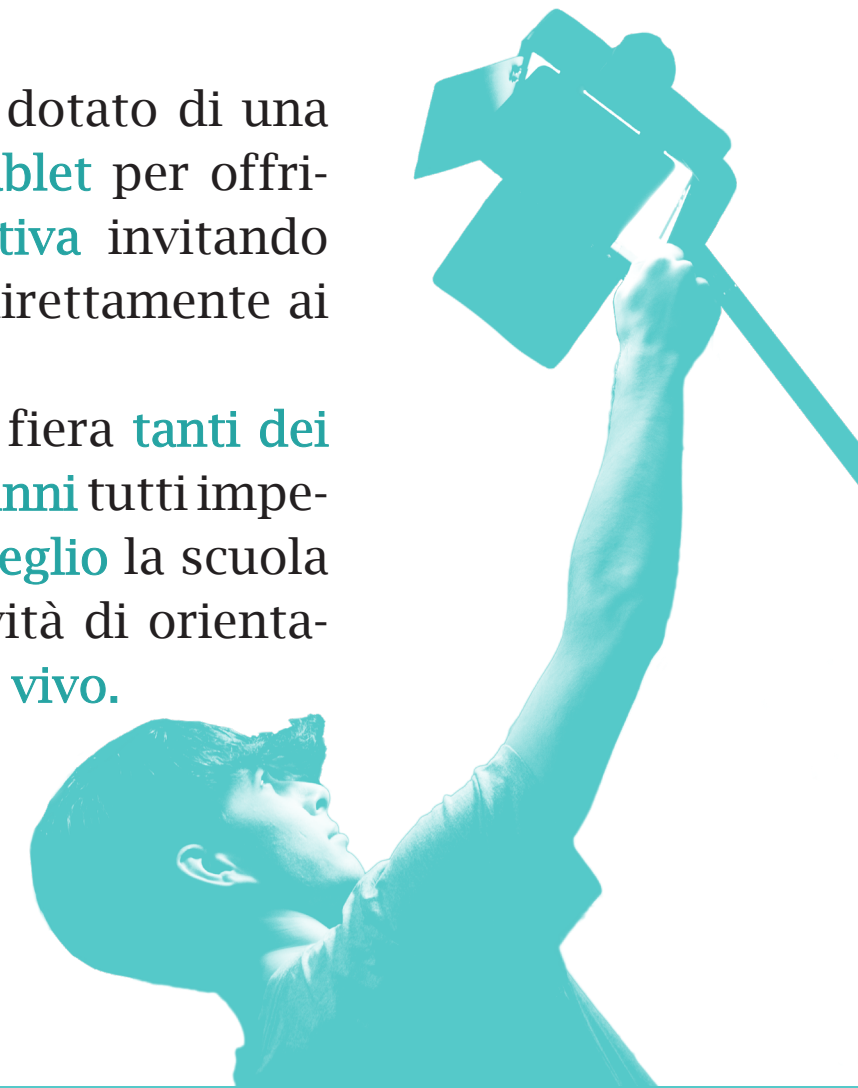 dotato di una
blet per offri-
tiva invitando
irettamente ai
fiera tanti dei
nni tutti impe-
eglio la scuola
ità di orienta-
vivo.